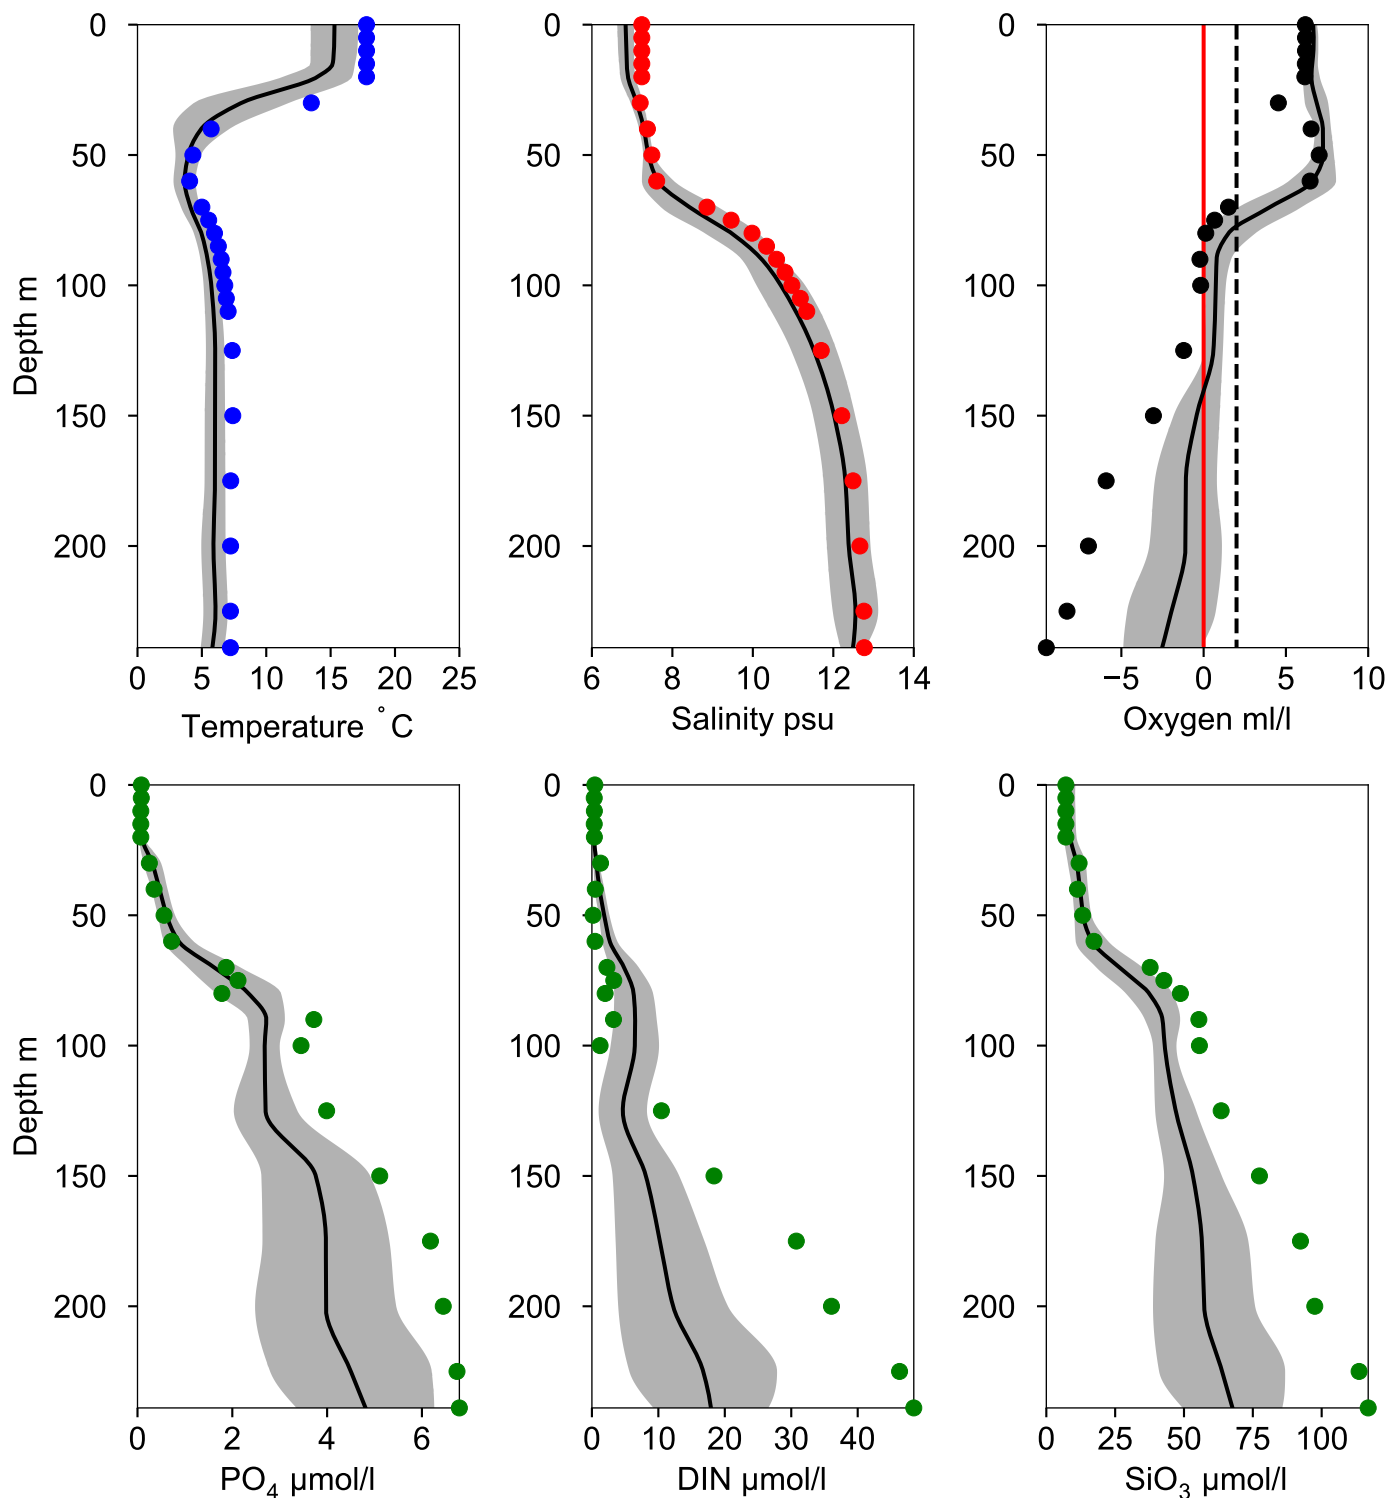 0
50
100
150
200
Depth m
0 5 10 15 20 25
Temperature °C
0
50
100
150
200
6 8 10 12 14
Salinity psu
0
50
100
150
200
−5 0 5 10
Oxygen ml/l
0
50
100
150
200
Depth m
0 2 4 6
PO₄ µmol/l
0
50
100
150
200
0 10 20 30 40
DIN µmol/l
0
50
100
150
200
0 25 50 75 100
SiO₃ µmol/l